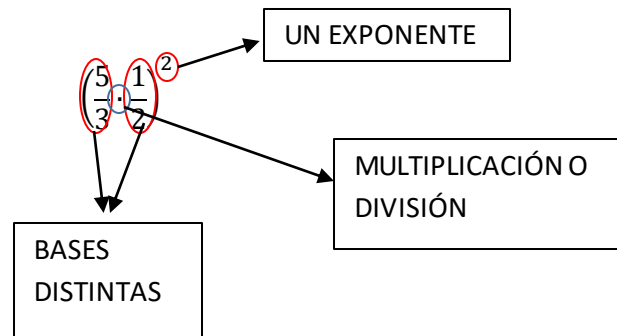 UN EXPONENTE
(5/3 · 1/2)²
MULTIPLICACIÓN O
DIVISIÓN
BASES
DISTINTAS